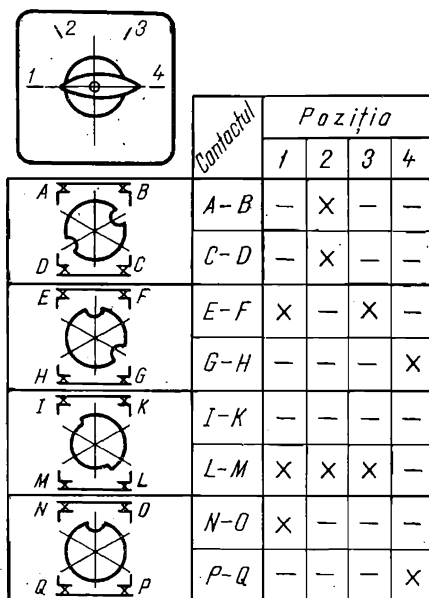 2 3
1 4
Contactul Poziția
1 2 3 4
A B A-B — X — —
D C C-D — X — —
E F E-F X — X —
H G G-H — — — X
I K I-K — — — —
M L L-M X X X —
N O N-O X — — —
Q P P-Q — — — X